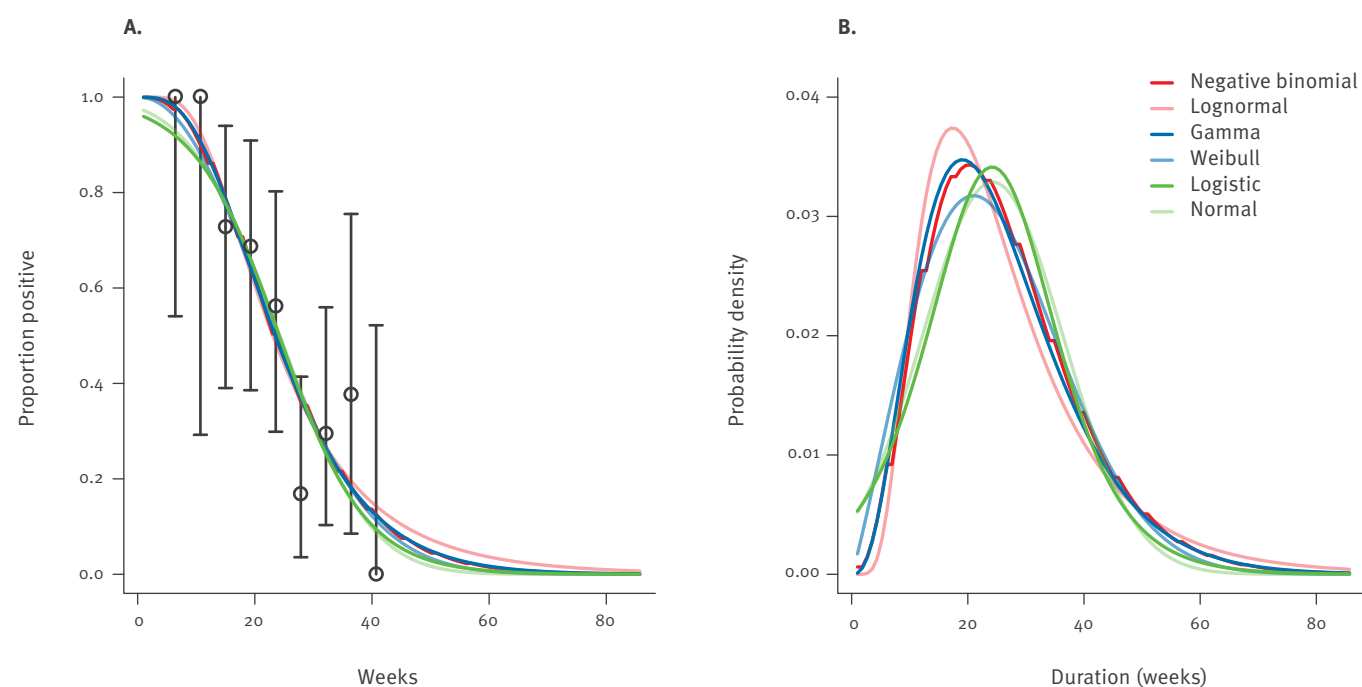 A.
Proportion positive
1.0
0.8
0.6
0.4
0.2
0.0
0 20 40 60 80
Weeks
B.
Probability density
0.04
0.03
0.02
0.01
0.00
0 20 40 60 80
Duration (weeks)
Negative binomial
Lognormal
Gamma
Weibull
Logistic
Normal